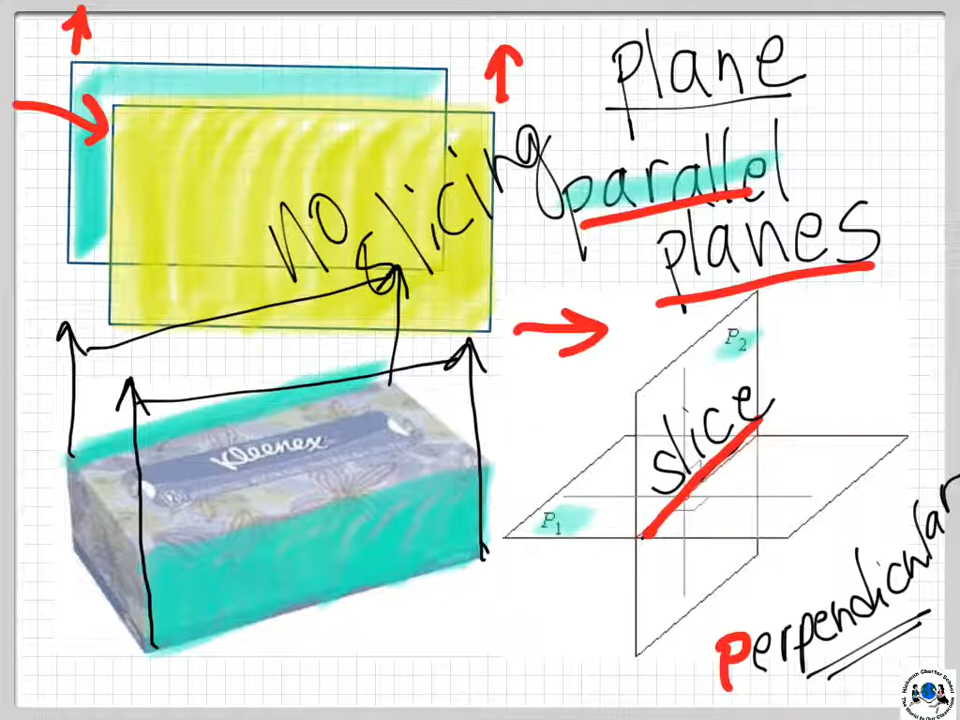 plane
parallel
planes
no slicing
Kleenex
P2
slice
P1
Perpendicular